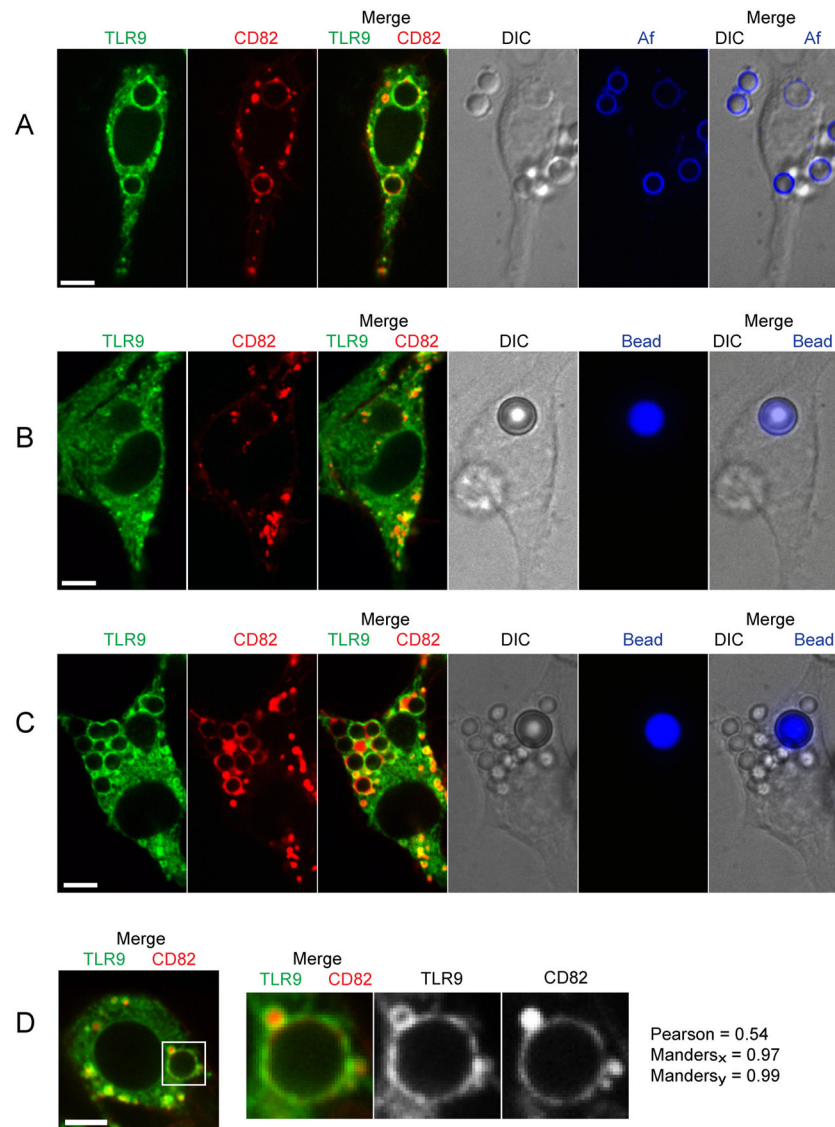 Merge Merge
TLR9 CD82 TLR9 CD82 DIC Af DIC Af
A
Merge Merge
TLR9 CD82 TLR9 CD82 DIC Bead DIC Bead
B
Merge Merge
TLR9 CD82 TLR9 CD82 DIC Bead DIC Bead
C
Merge Merge
TLR9 CD82 TLR9 CD82 TLR9 CD82
D
Pearson = 0.54
Mandersx = 0.97
Mandersy = 0.99